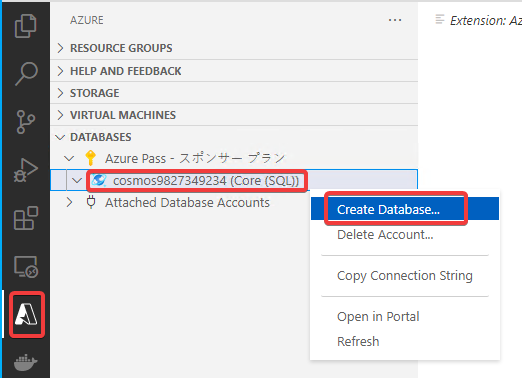 AZURE
...
Extension: Az
RESOURCE GROUPS
HELP AND FEEDBACK
STORAGE
VIRTUAL MACHINES
DATABASES
Azure Pass - スポンサー プラン
cosmos9827349234 (Core (SQL))
Attached Database Accounts
Create Database...
Delete Account...
Copy Connection String
Open in Portal
Refresh